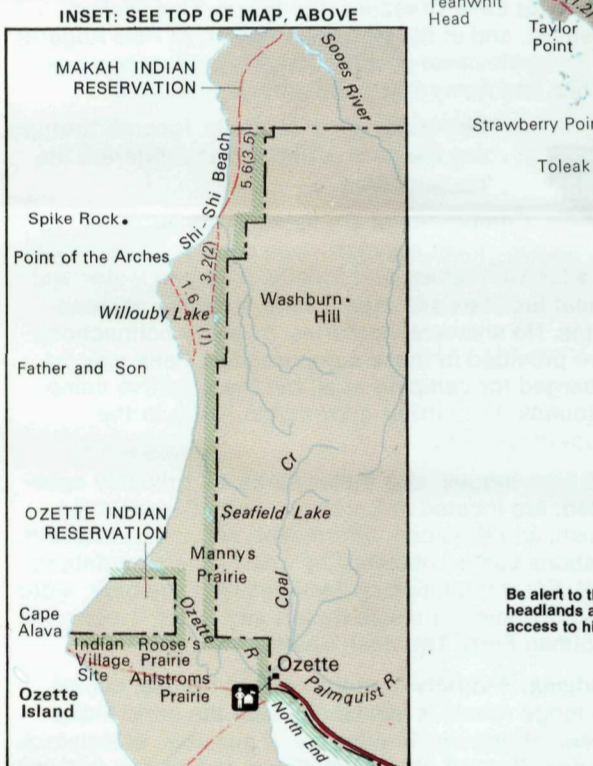 INSET: SEE TOP OF MAP, ABOVE
Teahwhit
Head
Taylor
Point
MAKAH INDIAN
RESERVATION
Sooes River
Strawberry Poin
Toleak
Shi-Shi Beach
5.6(3.5)
Spike Rock
Point of the Arches
3.2(2)
1.6 (1)
Willouby Lake
Washburn
Hill
Father and Son
Coal Cr
OZETTE INDIAN
RESERVATION
Seafield Lake
Mannys
Prairie
Be alert to th
headlands a
access to hi
Cape
Alava
Ozette R
Indian
Village
Site
Roose's
Prairie
Ahlstroms
Prairie
Ozette
Ozette
Island
Palmquist R
North End